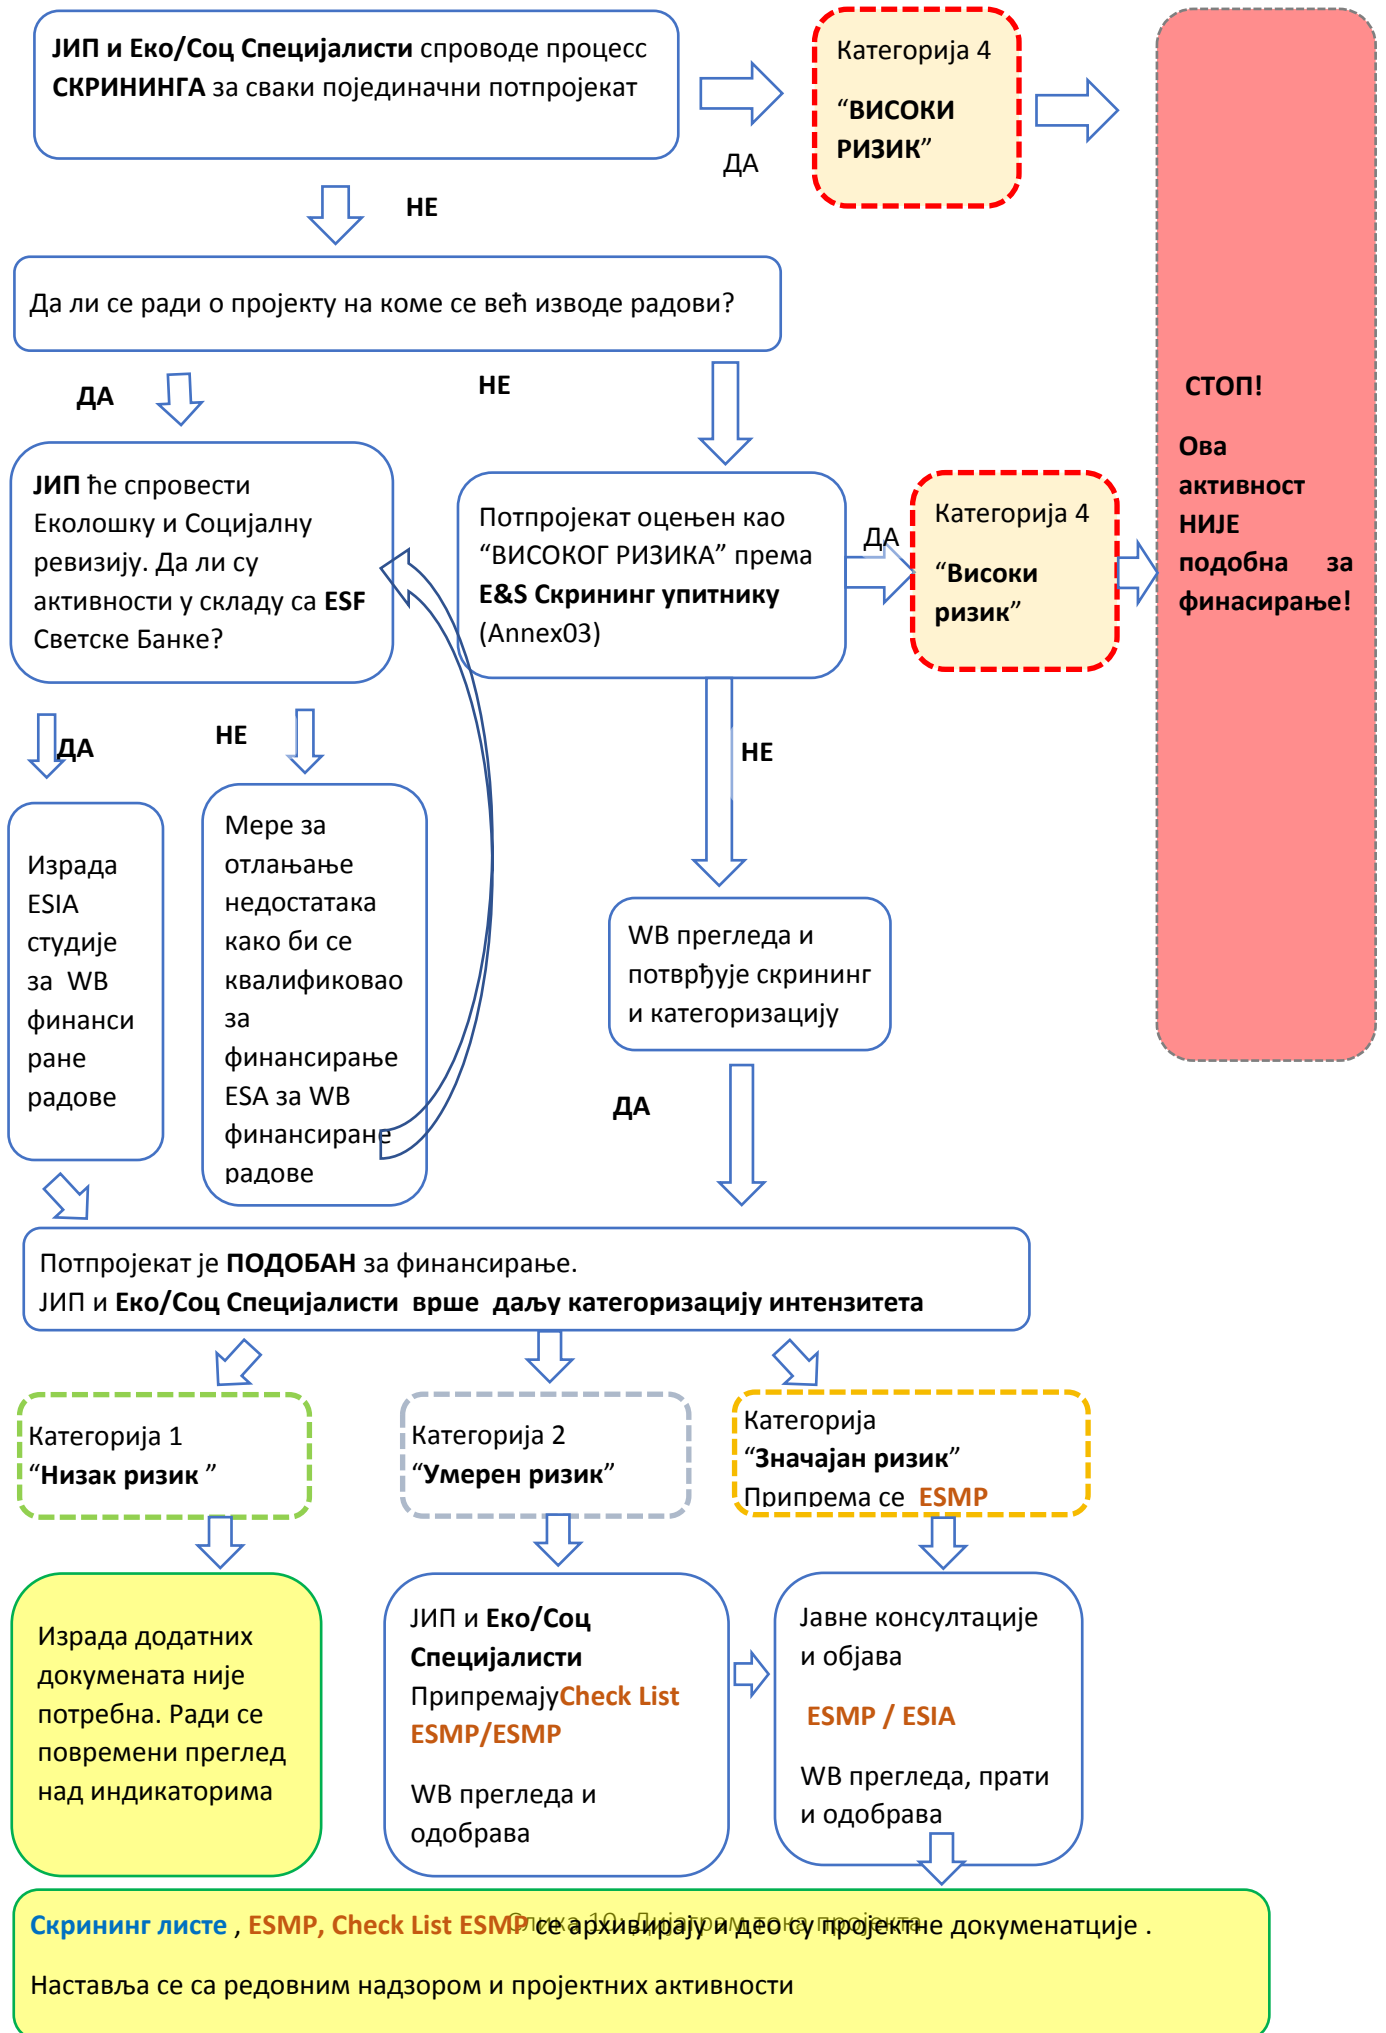 ЈИП и Еко/Соц Специјалисти спроводе процесс
СКРИНИНГА за сваки појединачни потпројекат
ДА
Категорија 4
“ВИСОКИ
РИЗИК”
НЕ
Да ли се ради о пројекту на коме се већ изводе радови?
ДА
НЕ
СТОП!
Ова
активност
НИЈЕ
подобна за
финасирање!
ЈИП ће спровести
Еколошку и Социјалну
ревизију. Да ли су
активности у складу са ESF
Светске Банке?
Потпројекат оцењен као
“ВИСОКОГ РИЗИКА” према
E&S Скрининг упитнику
(Annex03)
ДА
Категорија 4
“Високи
ризик”
ДА
НЕ
НЕ
Израда
ESIA
студије
за WB
финанси
ране
радове
Мере за
отлањање
недостатака
како би се
квалификовао
за
финансирање
ESA за WB
финансиране
радове
WB прегледа и
потврђује скрининг
и категоризацију
ДА
Потпројекат је ПОДОБАН за финансирање.
ЈИП и Еко/Соц Специјалисти врше даљу категоризацију интензитета
Категорија 1
“Низак ризик ”
Категорија 2
“Умерен ризик”
Категорија
“Значајан ризик”
Припрема се ESMP
Израда додатних
докумената није
потребна. Ради се
повремени преглед
над индикаторима
ЈИП и Еко/Соц
Специјалисти
ПрипремајуCheck List
ESMP/ESMP
WB прегледа и
одобрава
Јавне консултације
и објава
ESMP / ESIA
WB прегледа, прати
и одобрава
Скрининг листе , ESMP, Check List ESMP се архивирају и део су пројектне документације .
Слика 10. Дијаграм тока пројекта
Наставља се са редовним надзором и пројектних активности